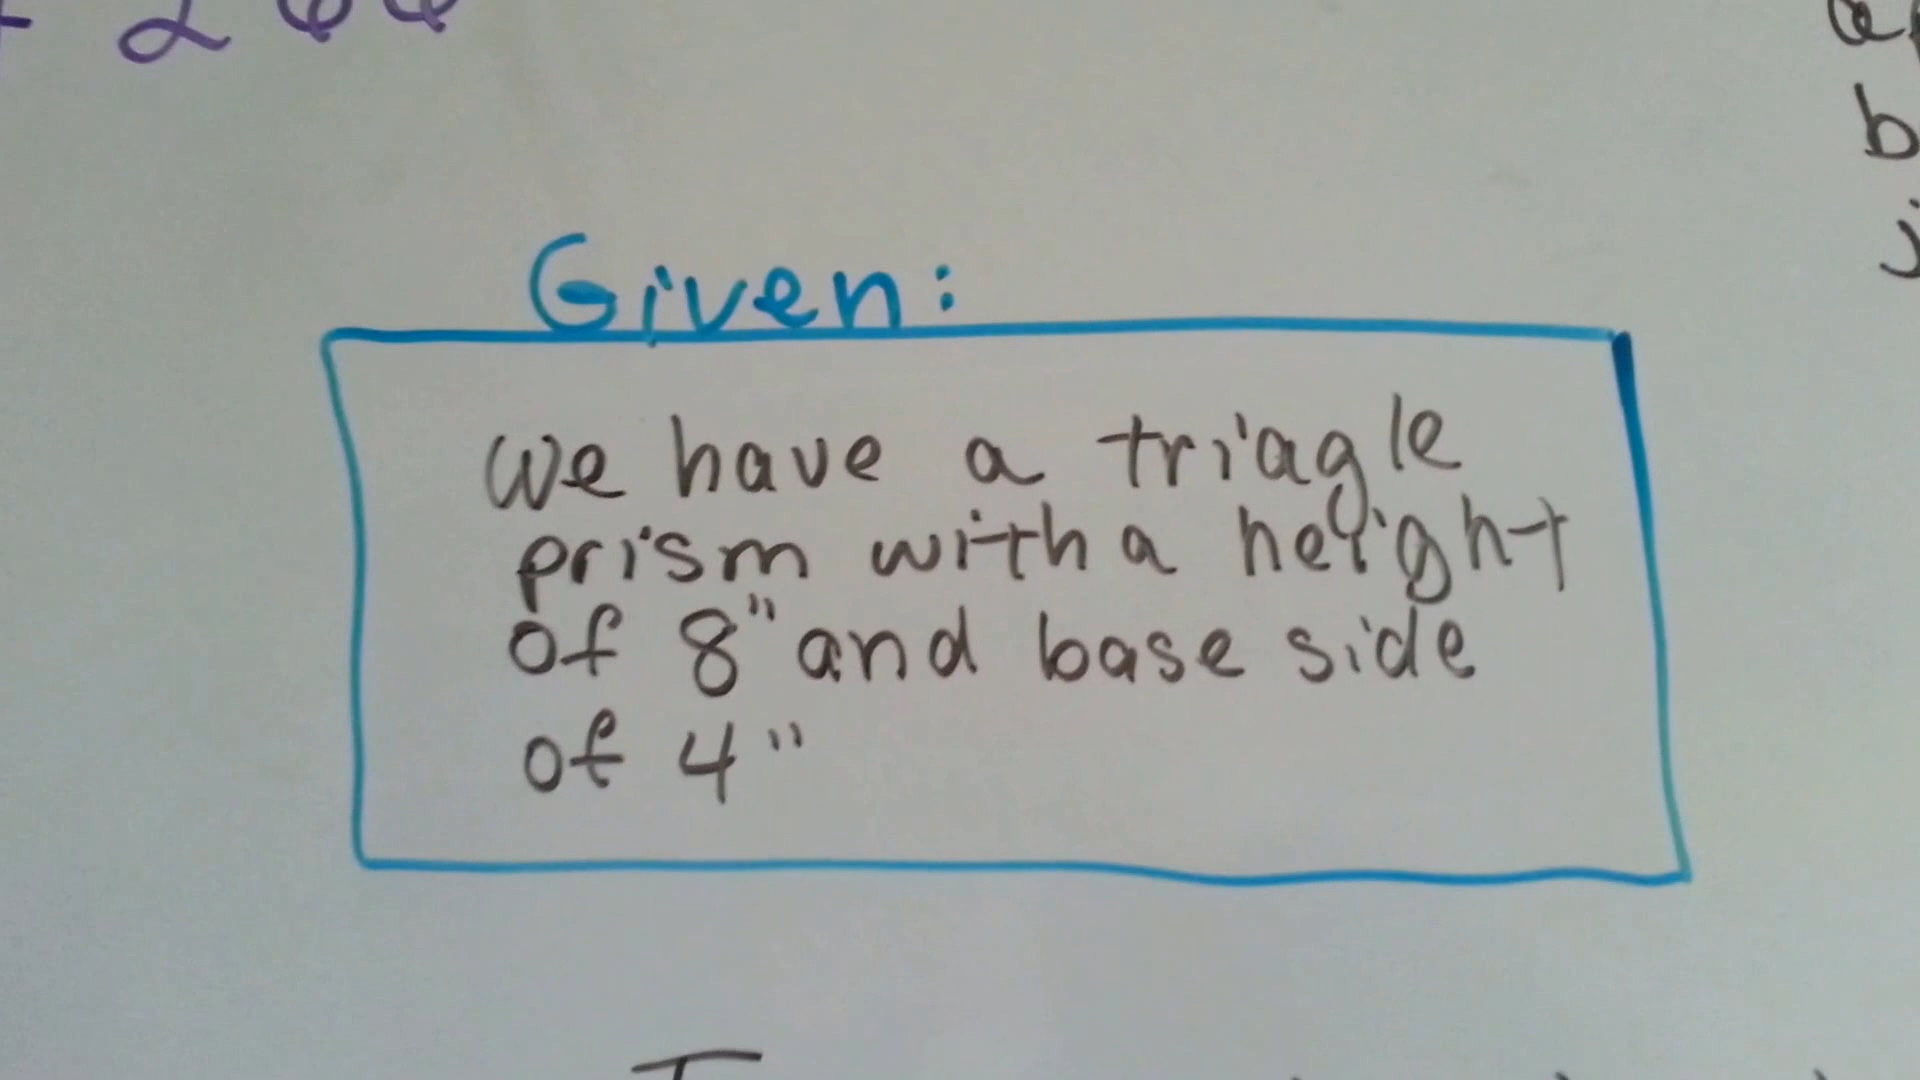 Given:
We have a triagle
prism with a height
of 8" and base side
of 4"
b
j